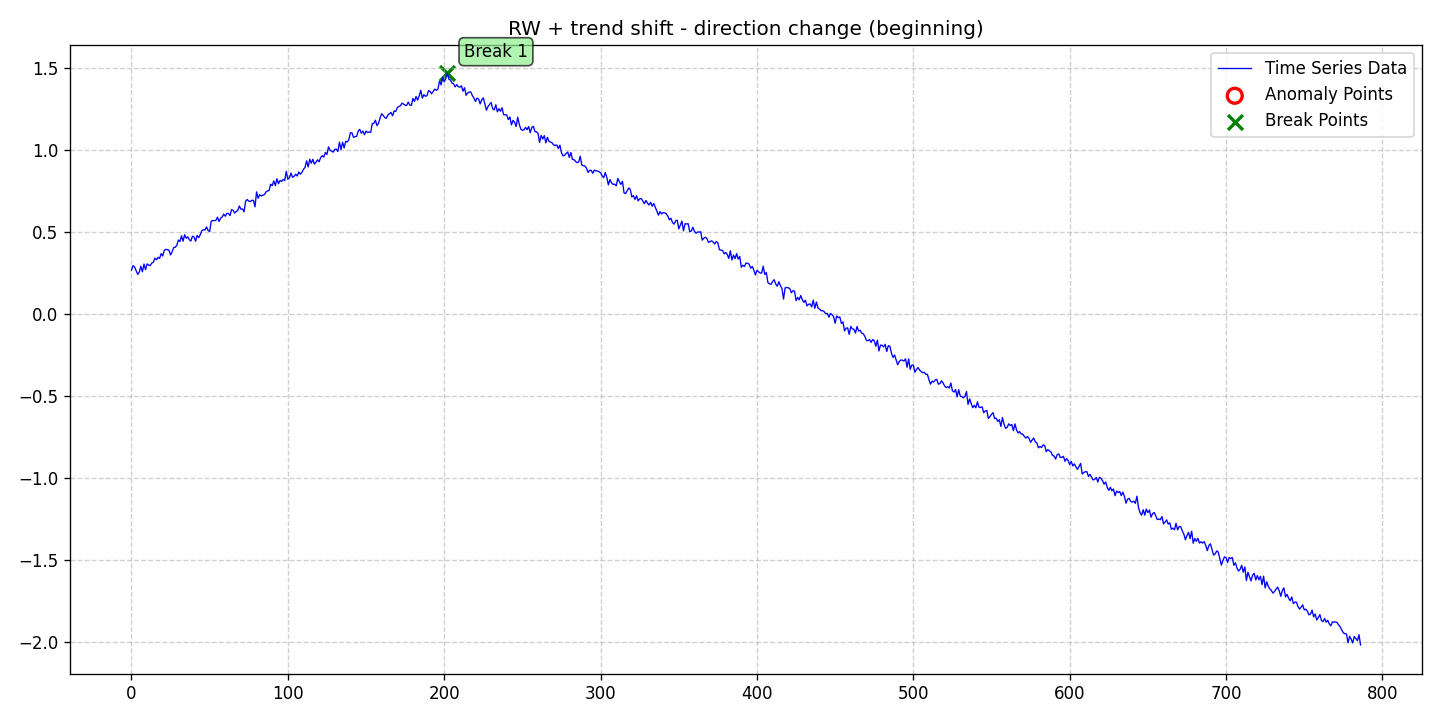 RW + trend shift - direction change (beginning)
Break 1
Time Series Data
Anomaly Points
Break Points
1.5
1.0
0.5
0.0
−0.5
−1.0
−1.5
−2.0
0 100 200 300 400 500 600 700 800